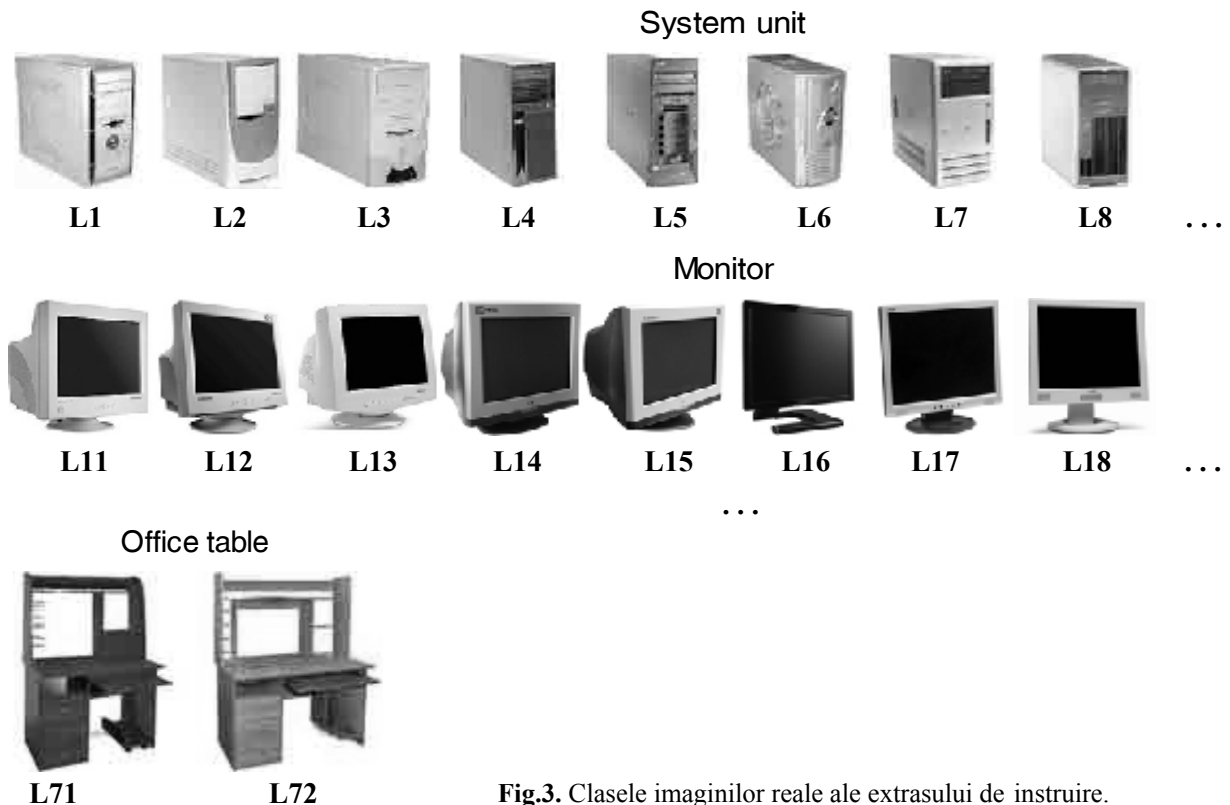 System unit
L1 L2 L3 L4 L5 L6 L7 L8 . . .
Monitor
L11 L12 L13 L14 L15 L16 L17 L18 . . .
. . .
Office table
L71 L72 Fig.3. Clasele imaginilor reale ale extrasului de instruire.